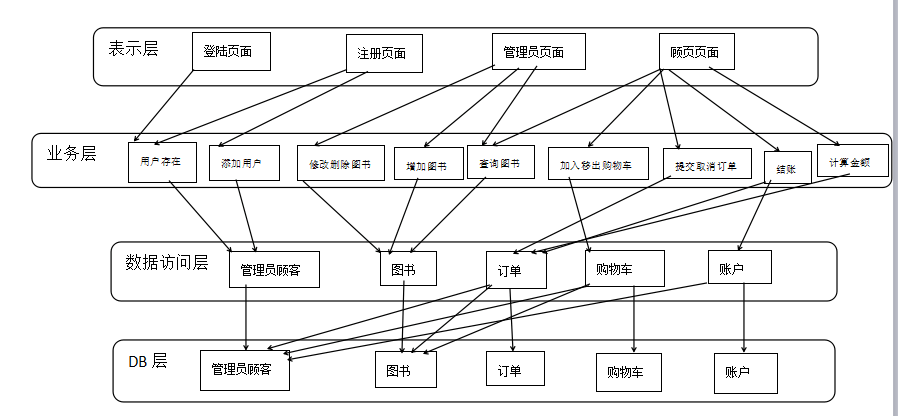 表示层
登陆页面
注册页面
管理员页面
顾页页面
业务层
用户存在
添加用户
修改删除图书
增加图书
查询图书
加入移出购物车
提交取消订单
结账
计算金额
数据访问层
管理员顾客
图书
订单
购物车
账户
DB 层
管理员顾客
图书
订单
购物车
账户